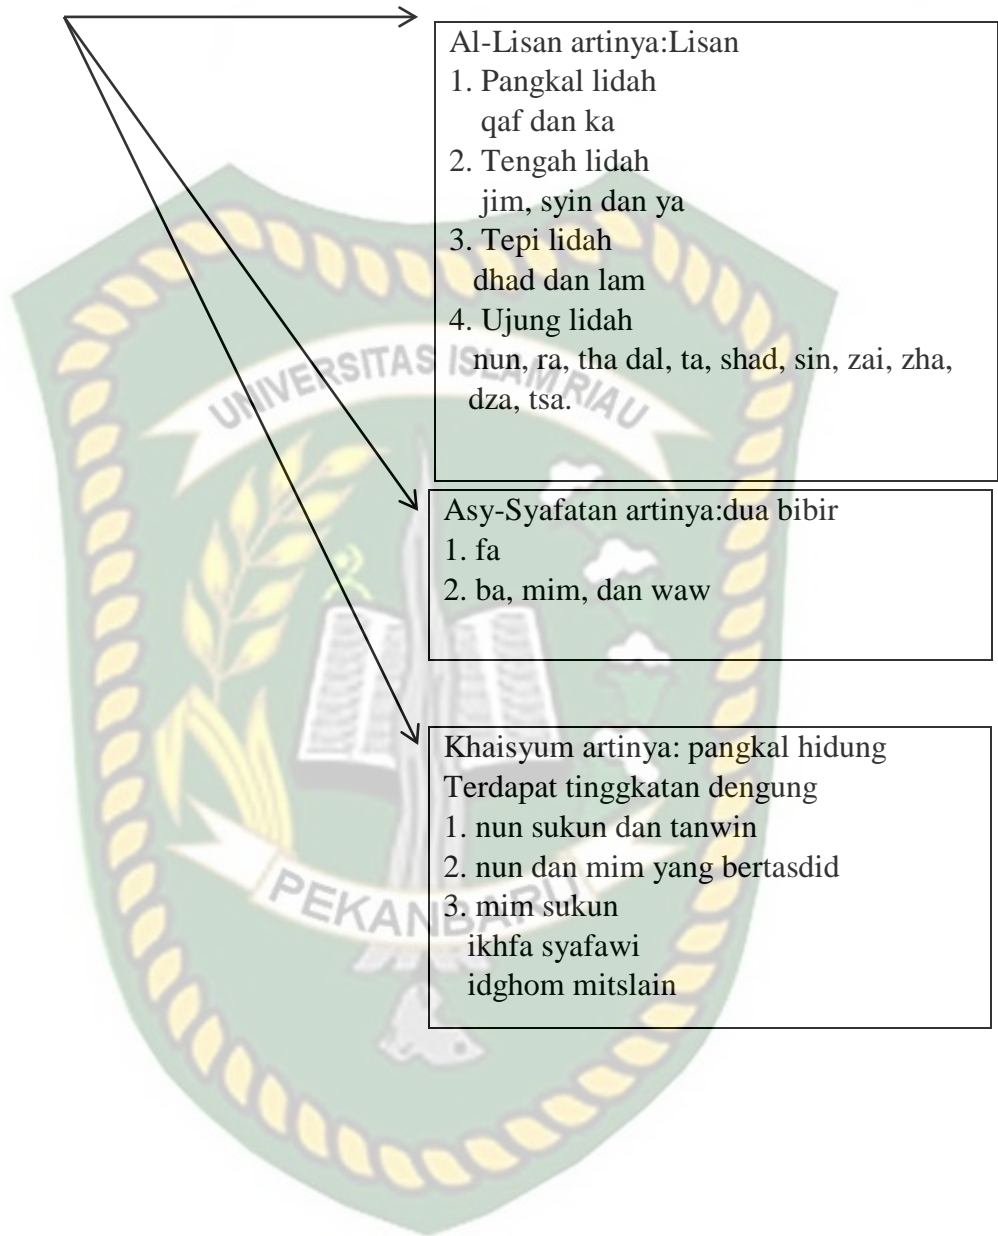 Al-Lisan artinya:Lisan
1. Pangkal lidah
qaf dan ka
2. Tengah lidah
jim, syin dan ya
3. Tepi lidah
dhad dan lam
4. Ujung lidah
nun, ra, tha dal, ta, shad, sin, zai, zha,
dza, tsa.
UNIVERSITAS ISLAM RIAU
Asy-Syafatan artinya:dua bibir
1. fa
2. ba, mim, dan waw
Khaisyum artinya: pangkal hidung
Terdapat tinggkatan dengung
1. nun sukun dan tanwin
2. nun dan mim yang bertasdid
3. mim sukun
ikhfa syafawi
idghom mitslain
PEKANBARU